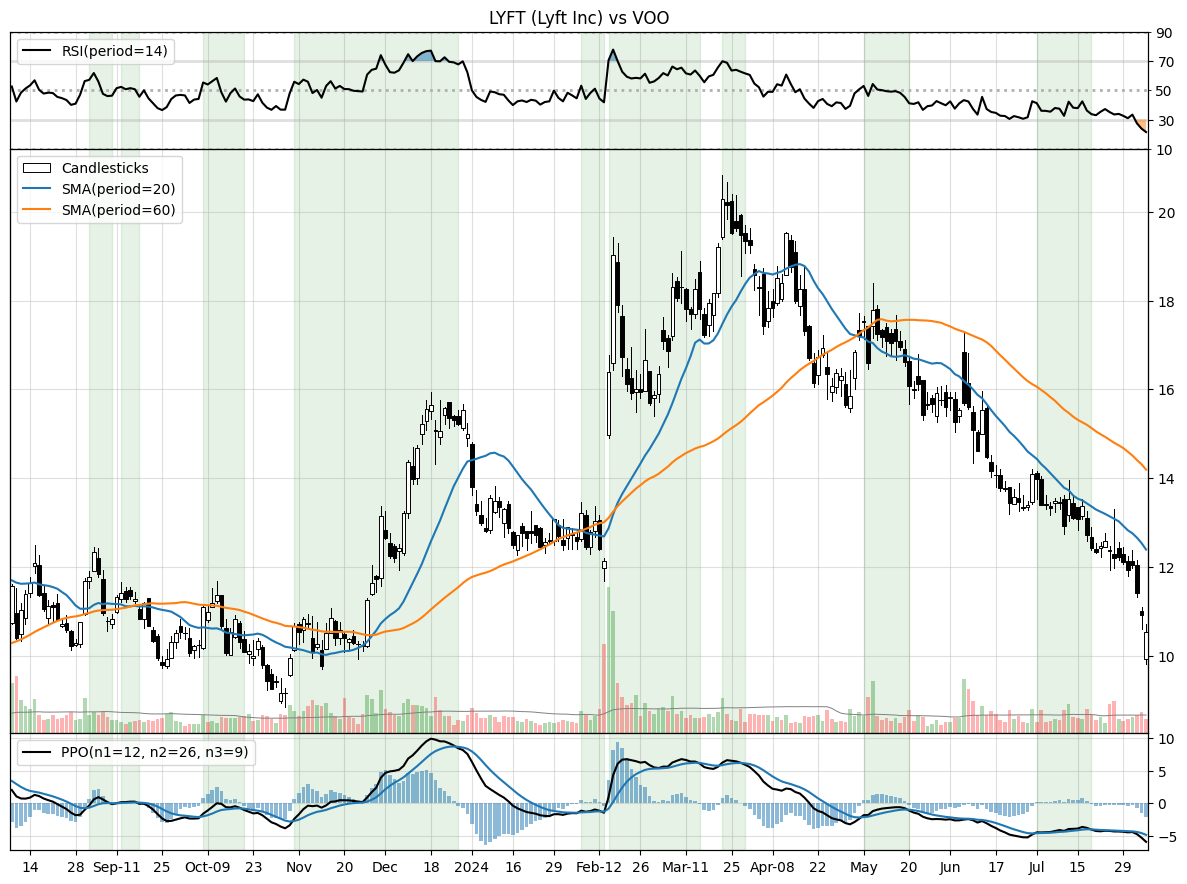 LYFT (Lyft Inc) vs VOO
RSI(period=14)
90
70
50
30
10
Candlesticks
SMA(period=20)
SMA(period=60)
20
18
16
14
12
10
PPO(n1=12, n2=26, n3=9)
10
5
0
−5
14 28 Sep-11 25 Oct-09 23 Nov 20 Dec 18 2024 16 29 Feb-12 26 Mar-11 25 Apr-08 22 May 20 Jun 17 Jul 15 29